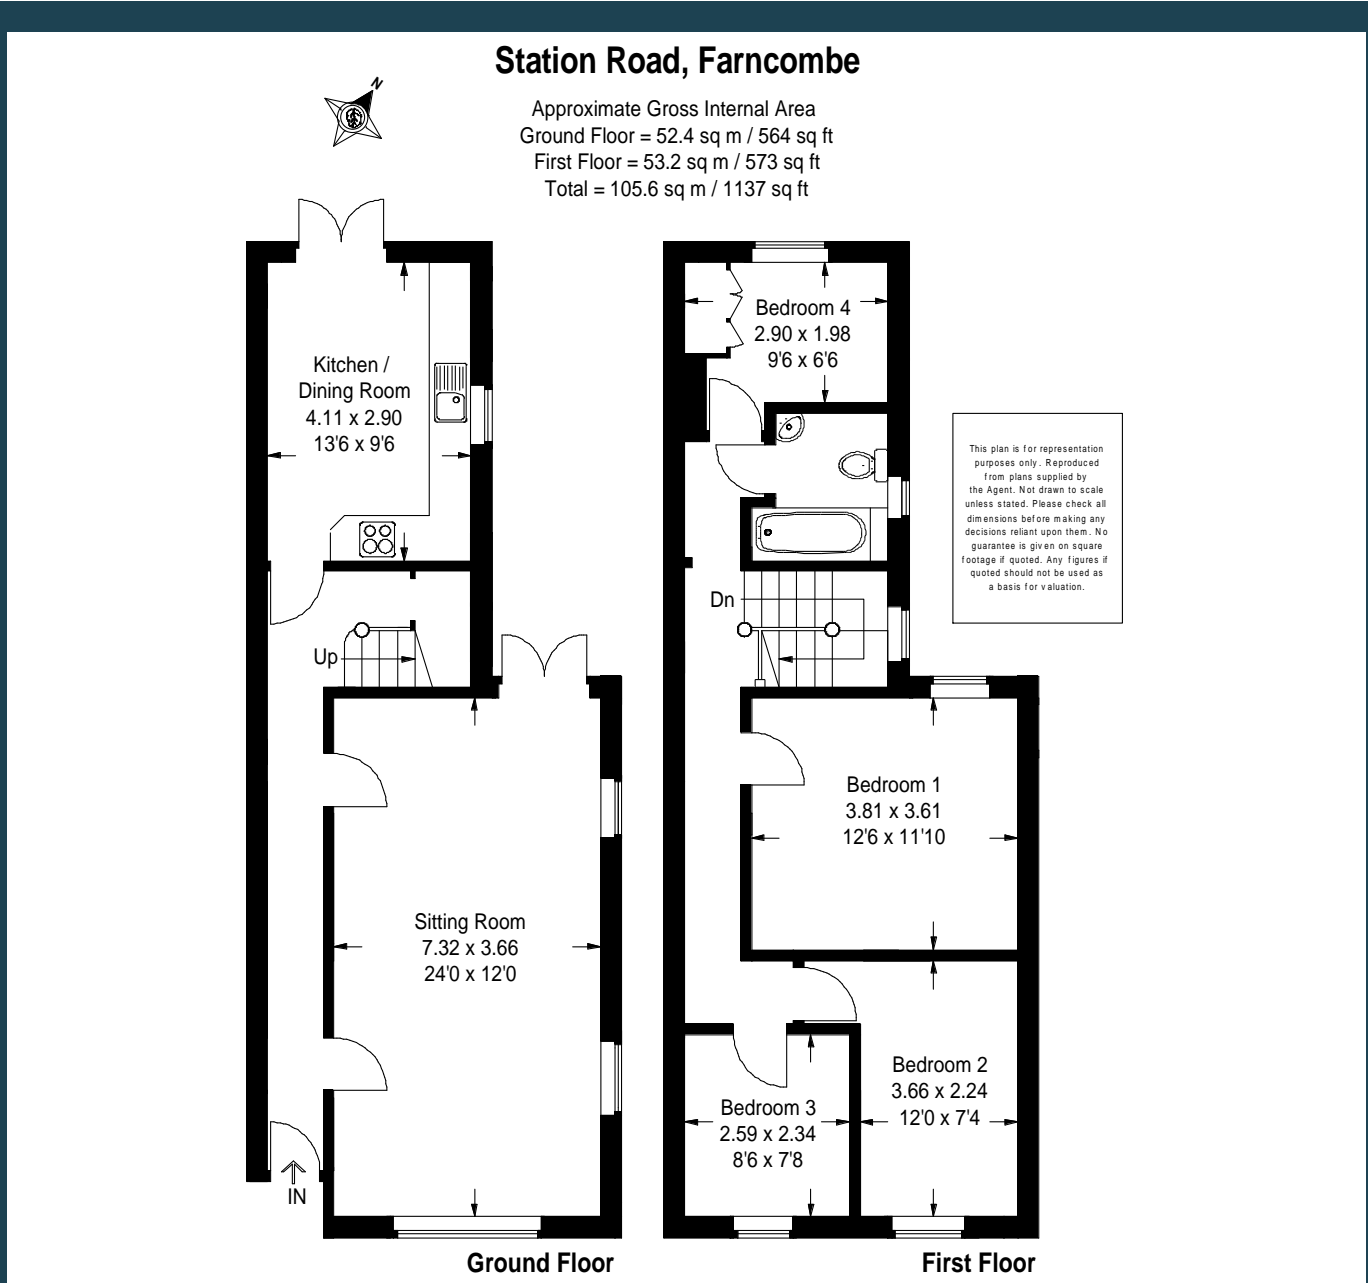 Station Road, Farncombe
N
Approximate Gross Internal Area
Ground Floor = 52.4 sq m / 564 sq ft
First Floor = 53.2 sq m / 573 sq ft
Total = 105.6 sq m / 1137 sq ft
Kitchen /
Dining Room
4.11 x 2.90
13'6 x 9'6
Up
Sitting Room
7.32 x 3.66
24'0 x 12'0
IN
Ground Floor
Bedroom 4
2.90 x 1.98
9'6 x 6'6
Dn
Bedroom 1
3.81 x 3.61
12'6 x 11'10
Bedroom 2
3.66 x 2.24
12'0 x 7'4
Bedroom 3
2.59 x 2.34
8'6 x 7'8
First Floor
This plan is for representation
purposes only. Reproduced
from plans supplied by
the Agent. Not drawn to scale
unless stated. Please check all
dimensions before making any
decisions reliant upon them. No
guarantee is given on square
footage if quoted. Any figures if
quoted should not be used as
a basis for valuation.